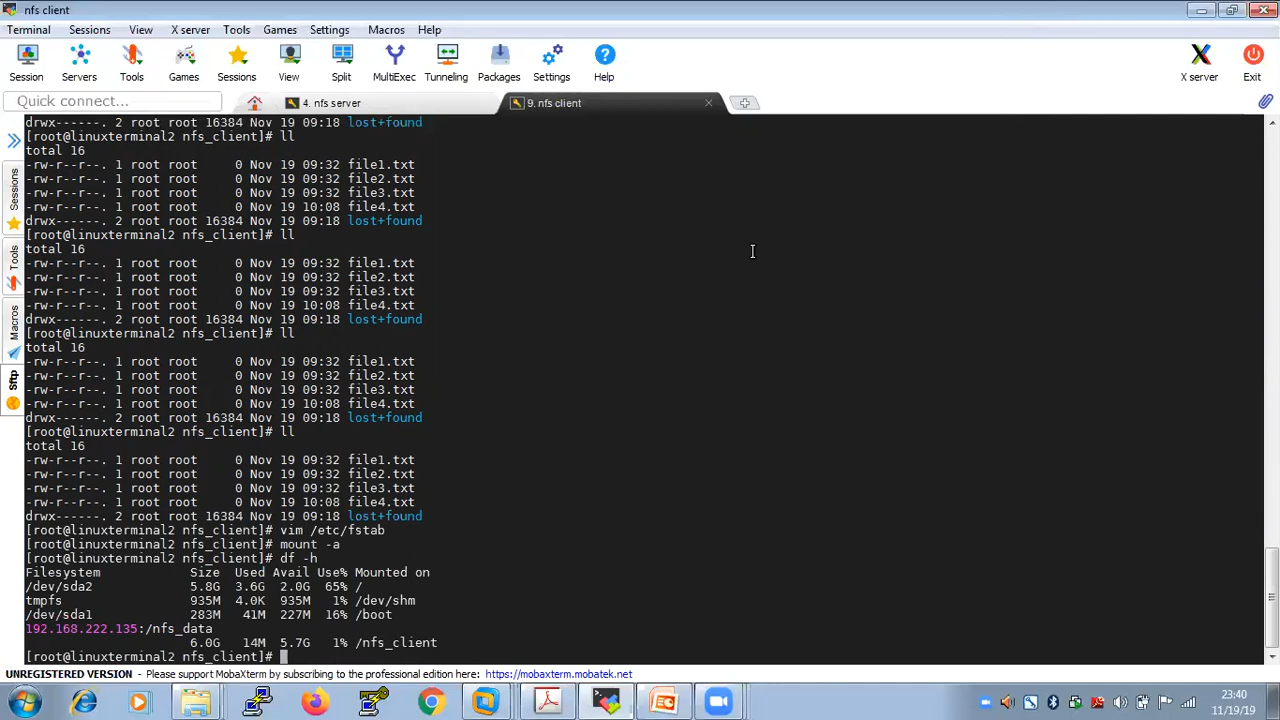 nfs client
Terminal Sessions View X server Tools Games Settings Macros Help
Session Servers Tools Games Sessions View Split MultiExec Tunneling Packages Settings Help X server Exit
Quick connect... 4. nfs server 9. nfs client
Sessions
Tools
Macros
Sftp
drwx------. 2 root root 16384 Nov 19 09:18 lost+found
[root@linuxterminal2 nfs_client]# ll
total 16
-rw-r--r--. 1 root root     0 Nov 19 09:32 file1.txt
-rw-r--r--. 1 root root     0 Nov 19 09:32 file2.txt
-rw-r--r--. 1 root root     0 Nov 19 09:32 file3.txt
-rw-r--r--. 1 root root     0 Nov 19 10:08 file4.txt
drwx------. 2 root root 16384 Nov 19 09:18 lost+found
[root@linuxterminal2 nfs_client]# ll
total 16
-rw-r--r--. 1 root root     0 Nov 19 09:32 file1.txt
-rw-r--r--. 1 root root     0 Nov 19 09:32 file2.txt
-rw-r--r--. 1 root root     0 Nov 19 09:32 file3.txt
-rw-r--r--. 1 root root     0 Nov 19 10:08 file4.txt
drwx------. 2 root root 16384 Nov 19 09:18 lost+found
[root@linuxterminal2 nfs_client]# ll
total 16
-rw-r--r--. 1 root root     0 Nov 19 09:32 file1.txt
-rw-r--r--. 1 root root     0 Nov 19 09:32 file2.txt
-rw-r--r--. 1 root root     0 Nov 19 09:32 file3.txt
-rw-r--r--. 1 root root     0 Nov 19 10:08 file4.txt
drwx------. 2 root root 16384 Nov 19 09:18 lost+found
[root@linuxterminal2 nfs_client]# ll
total 16
-rw-r--r--. 1 root root     0 Nov 19 09:32 file1.txt
-rw-r--r--. 1 root root     0 Nov 19 09:32 file2.txt
-rw-r--r--. 1 root root     0 Nov 19 09:32 file3.txt
-rw-r--r--. 1 root root     0 Nov 19 10:08 file4.txt
drwx------. 2 root root 16384 Nov 19 09:18 lost+found
[root@linuxterminal2 nfs_client]# vim /etc/fstab
[root@linuxterminal2 nfs_client]# mount -a
[root@linuxterminal2 nfs_client]# df -h
Filesystem            Size  Used Avail Use% Mounted on
/dev/sda2             5.8G  3.6G  2.0G  65% /
tmpfs                 935M  4.0K  935M   1% /dev/shm
/dev/sda1             283M   41M  227M  16% /boot
192.168.222.135:/nfs_data
                      6.0G   14M  5.7G   1% /nfs_client
[root@linuxterminal2 nfs_client]#
UNREGISTERED VERSION - Please support MobaXterm by subscribing to the professional edition here: https://mobaxterm.mobatek.net
23:40
11/19/19